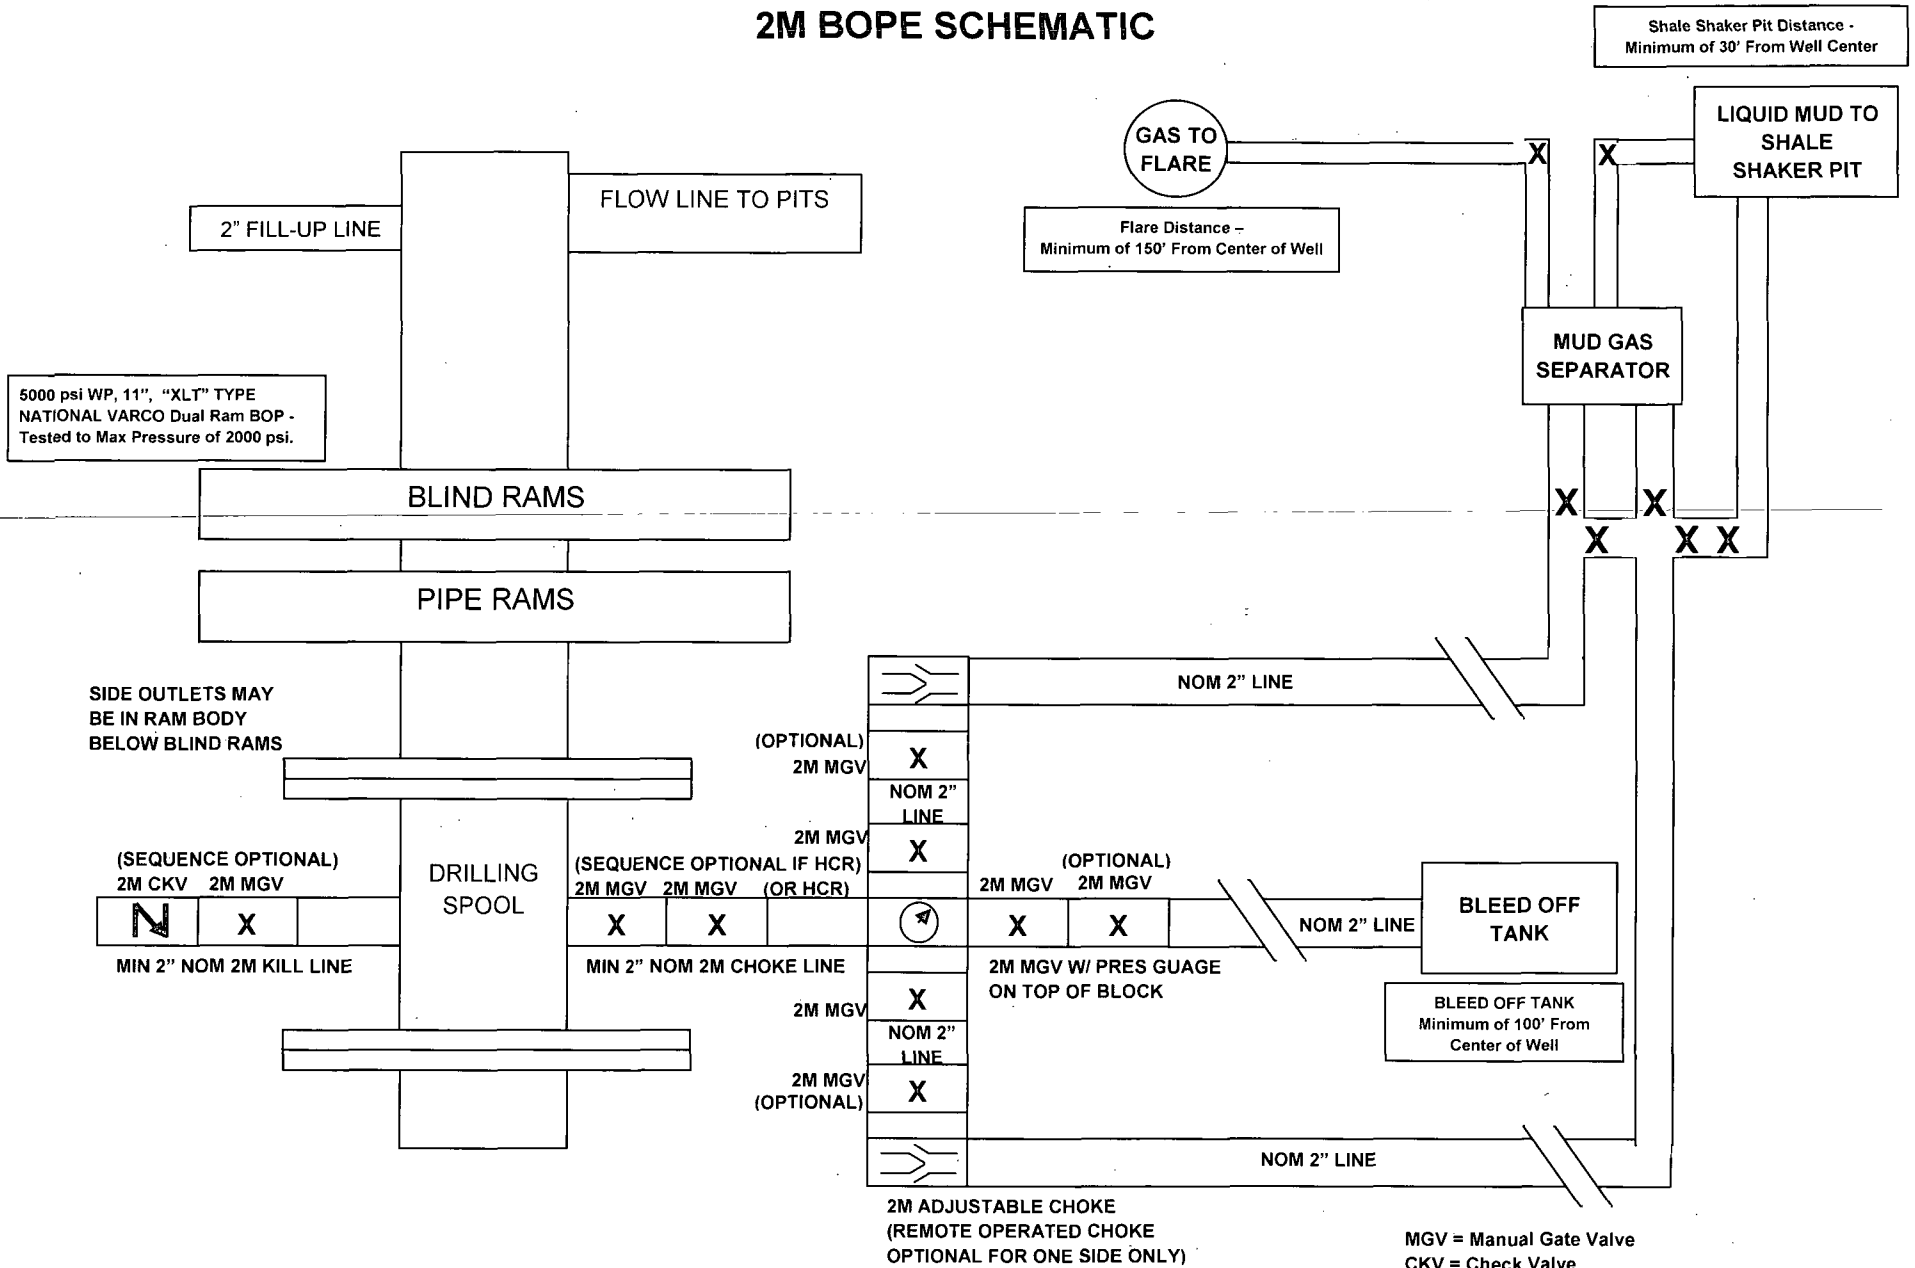 2M BOPE SCHEMATIC
Shale Shaker Pit Distance -
Minimum of 30' From Well Center
GAS TO
FLARE
LIQUID MUD TO
SHALE
SHAKER PIT
FLOW LINE TO PITS
2" FILL-UP LINE
Flare Distance –
Minimum of 150' From Center of Well
X
X
MUD GAS
SEPARATOR
5000 psi WP, 11", "XLT" TYPE
NATIONAL VARCO Dual Ram BOP -
Tested to Max Pressure of 2000 psi.
BLIND RAMS
X
X
X
X
X
PIPE RAMS
SIDE OUTLETS MAY
BE IN RAM BODY
BELOW BLIND RAMS
NOM 2" LINE
(OPTIONAL)
2M MGV
X
NOM 2"
LINE
2M MGV
X
(SEQUENCE OPTIONAL)
2M CKV 2M MGV
X
MIN 2" NOM 2M KILL LINE
DRILLING
SPOOL
(SEQUENCE OPTIONAL IF HCR)
2M MGV 2M MGV (OR HCR)
X
X
MIN 2" NOM 2M CHOKE LINE
(OPTIONAL)
2M MGV 2M MGV
X
X
NOM 2" LINE
BLEED OFF
TANK
2M MGV W/ PRES GUAGE
ON TOP OF BLOCK
BLEED OFF TANK
Minimum of 100' From
Center of Well
2M MGV
X
NOM 2"
LINE
2M MGV
(OPTIONAL)
X
NOM 2" LINE
2M ADJUSTABLE CHOKE
(REMOTE OPERATED CHOKE
OPTIONAL FOR ONE SIDE ONLY)
MGV = Manual Gate Valve
CKV = Check Valve